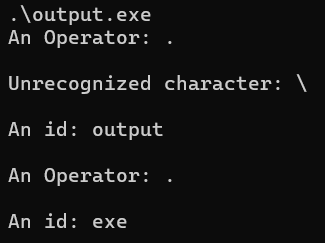 .\output.exe
An Operator: .
Unrecognized character: \
An id: output
An Operator: .
An id: exe